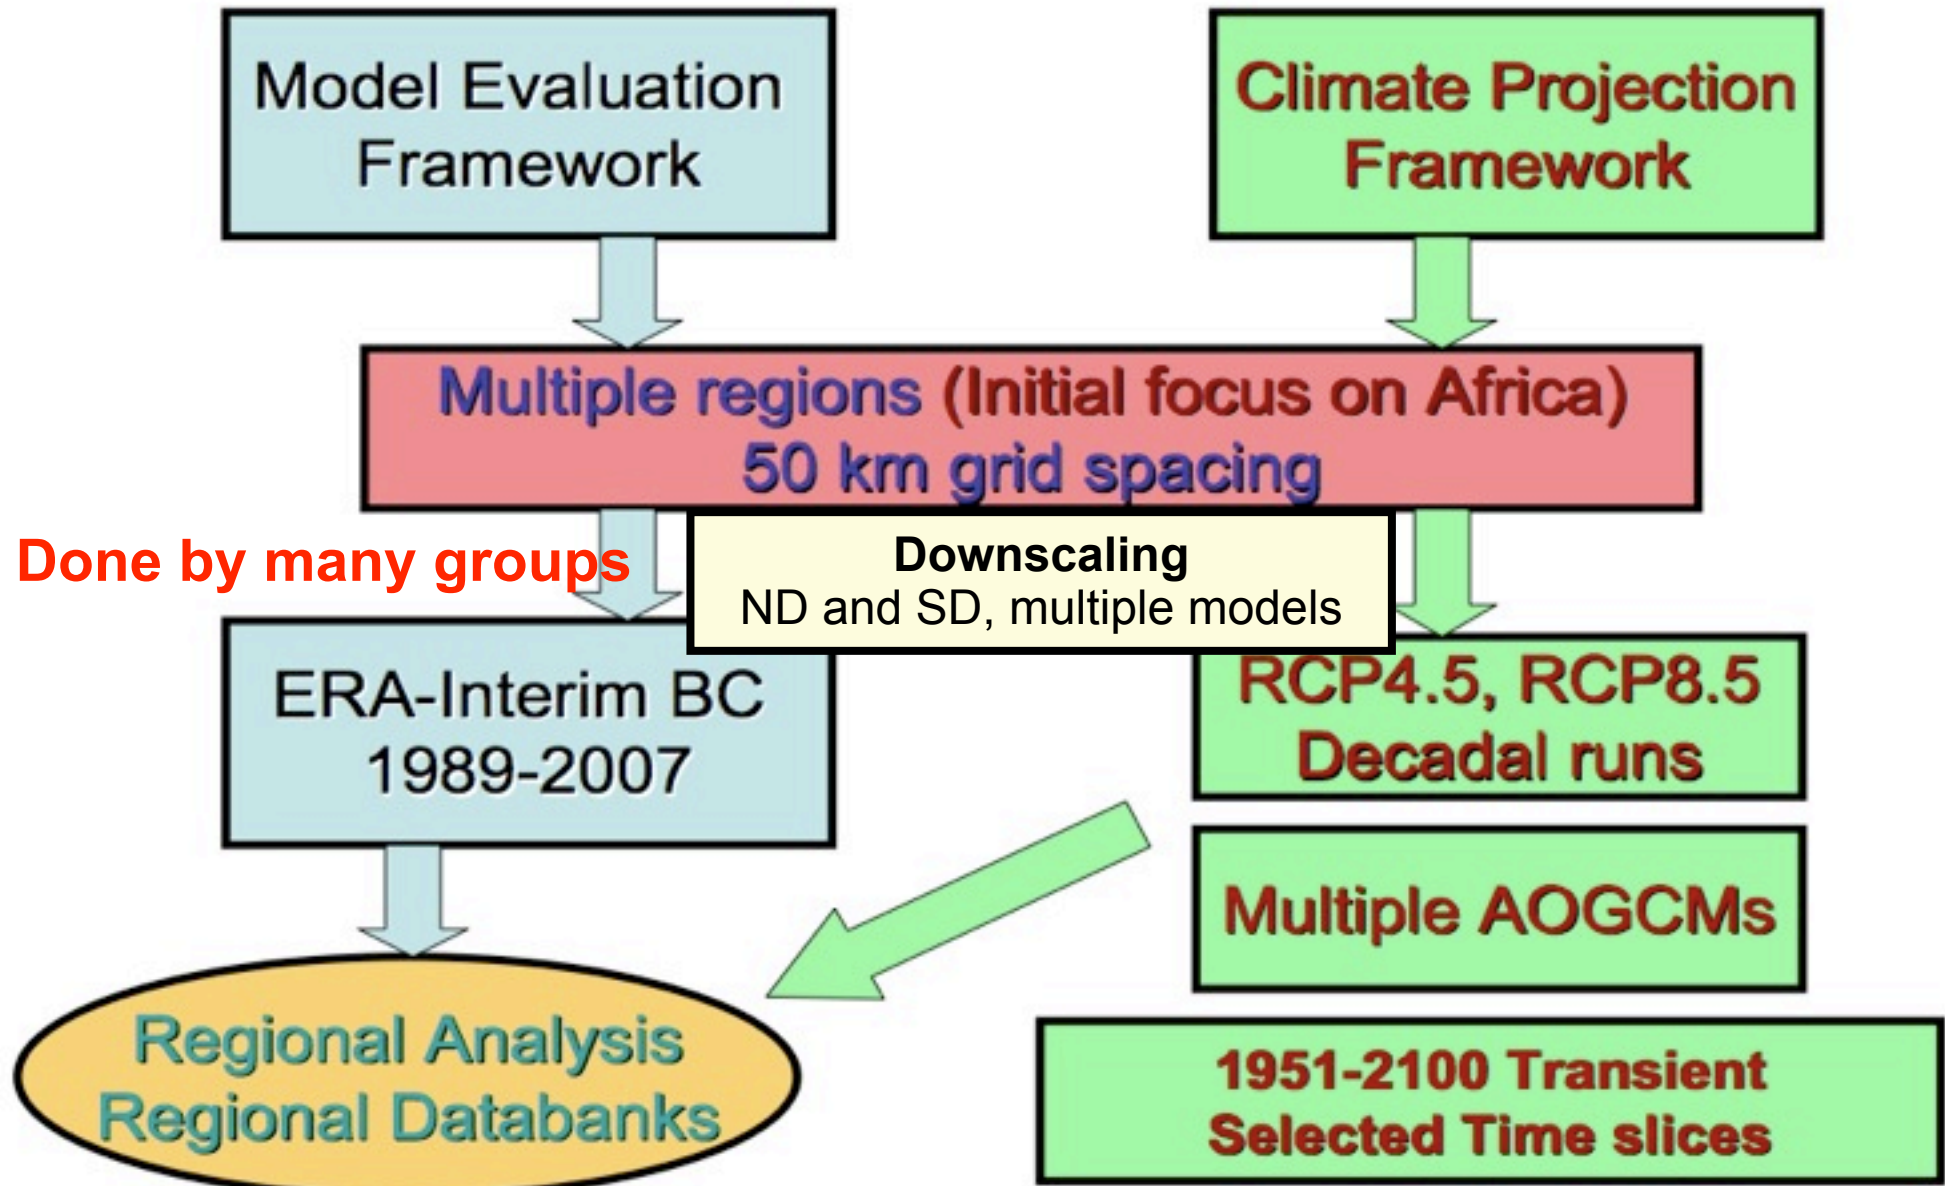 Model Evaluation
Framework
Climate Projection
Framework
Multiple regions (Initial focus on Africa)
50 km grid spacing
Done by many groups
Downscaling
ND and SD, multiple models
ERA-Interim BC
1989-2007
RCP4.5, RCP8.5
Decadal runs
Multiple AOGCMs
Regional Analysis
Regional Databanks
1951-2100 Transient
Selected Time slices